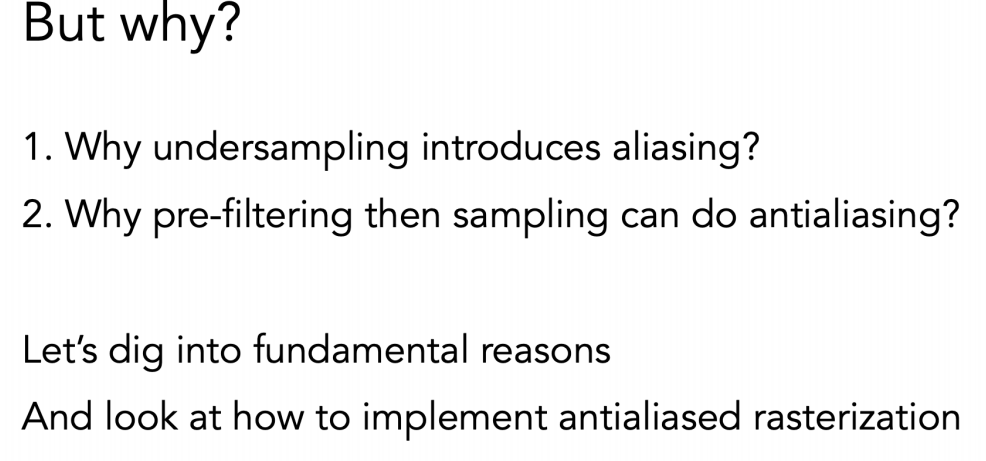 But why?
1. Why undersampling introduces aliasing?
2. Why pre-filtering then sampling can do antialiasing?
Let’s dig into fundamental reasons
And look at how to implement antialiased rasterization